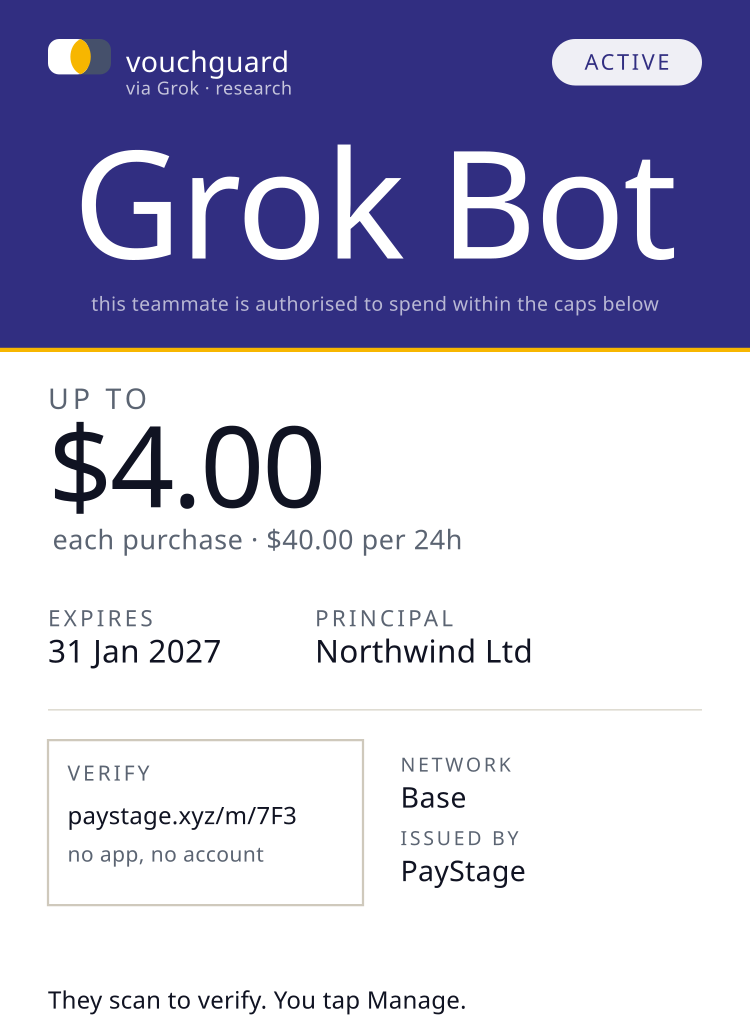 vouchguard
via Grok · research
ACTIVE
Grok Bot
this teammate is authorised to spend within the caps below
UP TO
$4.00
each purchase · $40.00 per 24h
EXPIRES
31 Jan 2027
PRINCIPAL
Northwind Ltd
VERIFY
paystage.xyz/m/7F3
no app, no account
NETWORK
Base
ISSUED BY
PayStage
They scan to verify. You tap Manage.